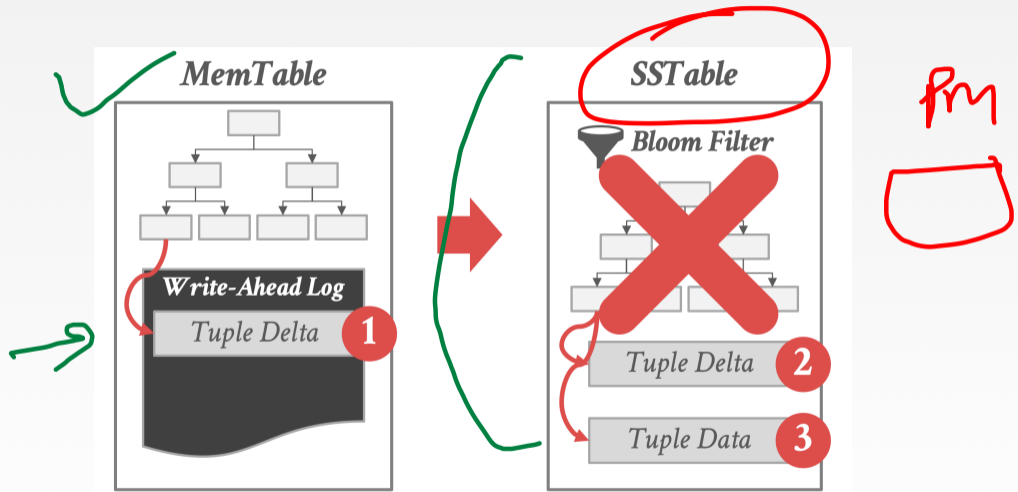 MemTable
SSTable
Bloom Filter
Write-Ahead Log
Tuple Delta 1
Tuple Delta 2
Tuple Data 3